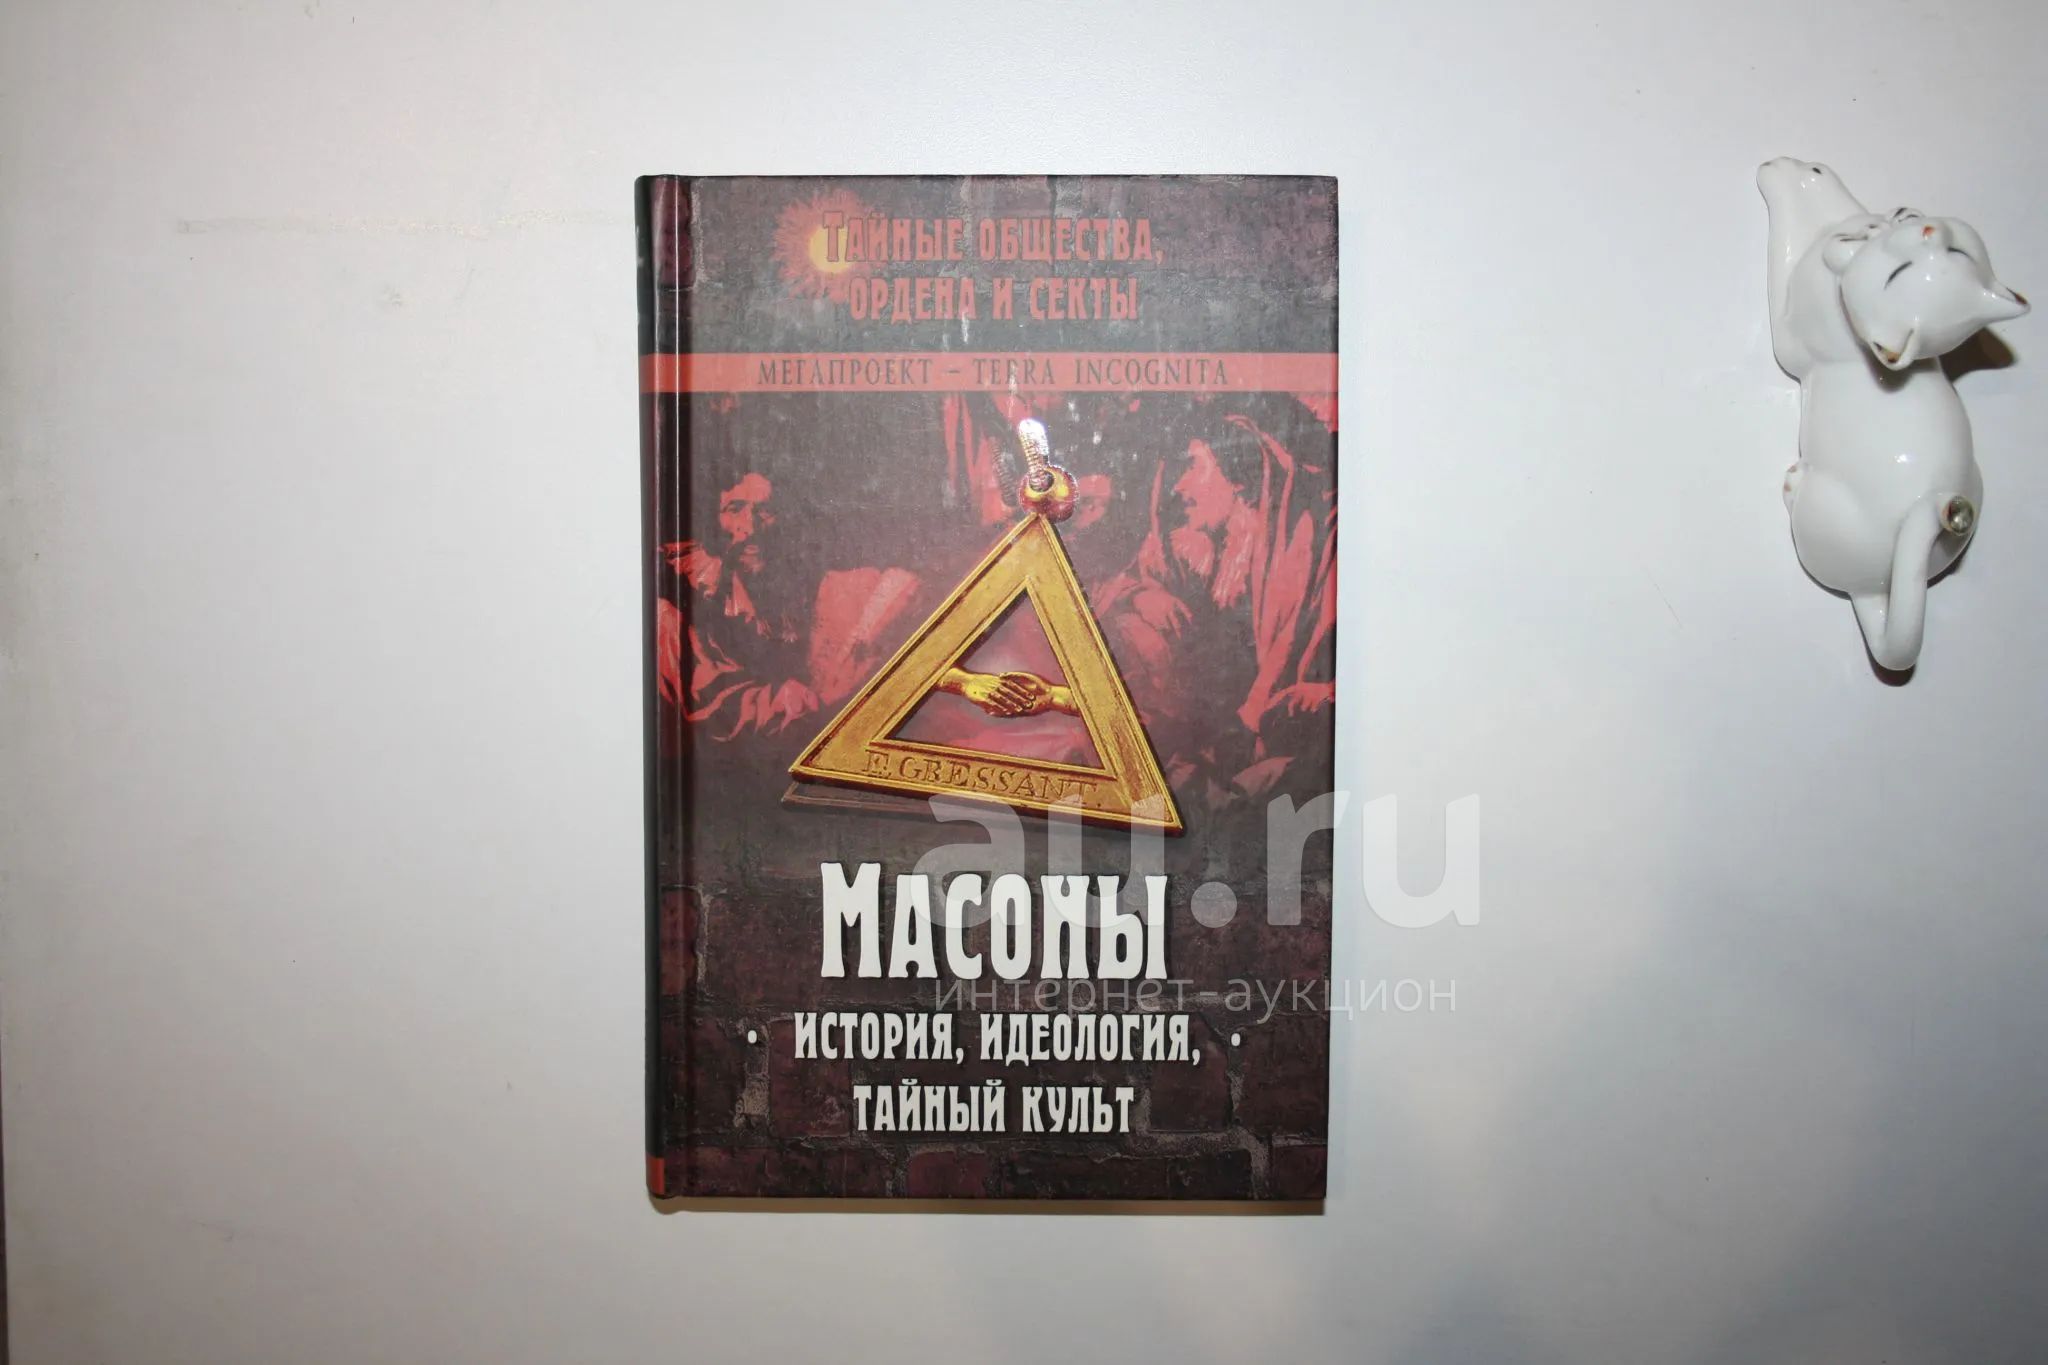 Тайные общества,
ордена и секты
МЕГАПРОЕКТ – TERRA INCOGNITA
E. GRESSANT.
Масоны
· история, идеология, ·
тайный культ
au.ru
интернет-аукцион